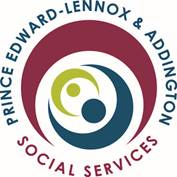 PRINCE EDWARD-LENNOX & ADDINGTON
SOCIAL SERVICES